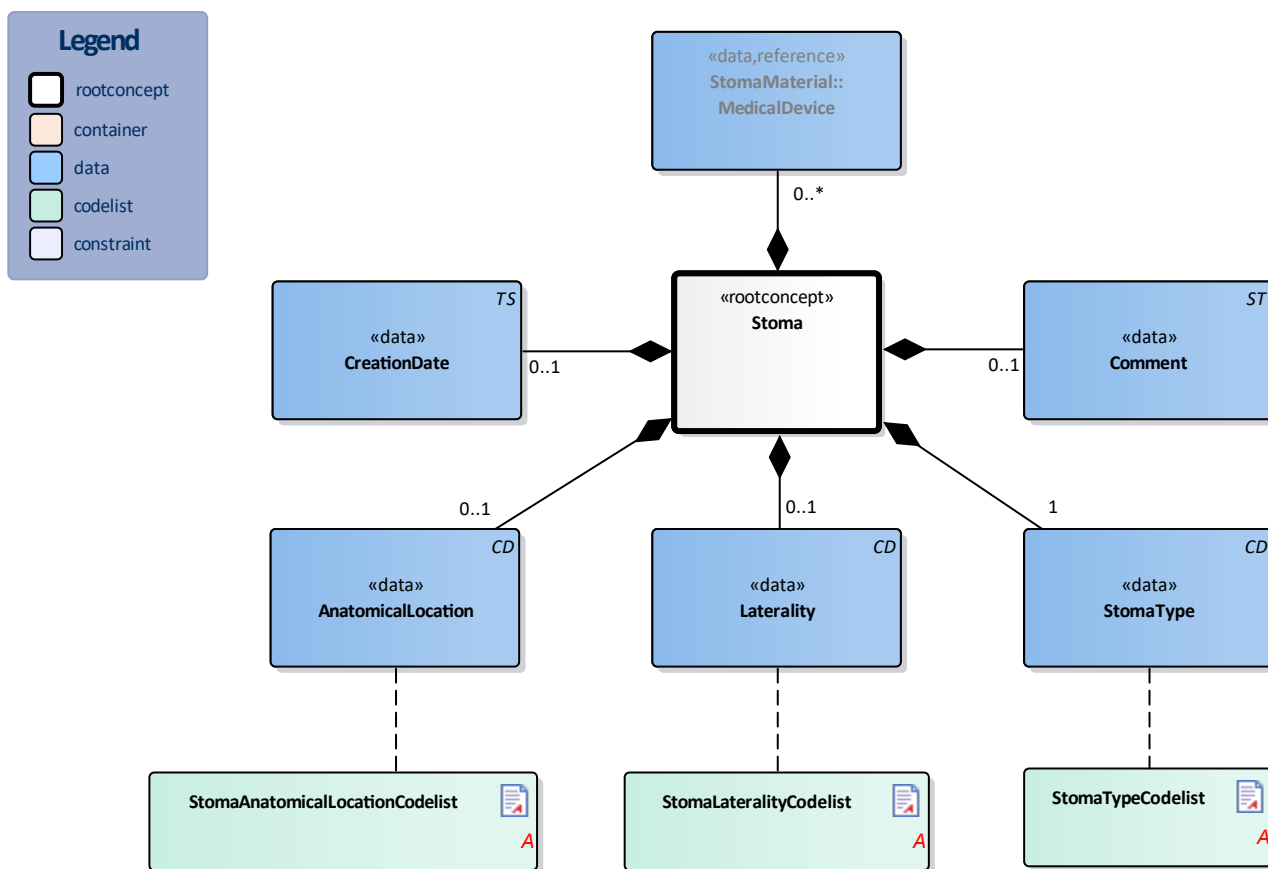 Legend
rootconcept
container
data
codelist
constraint
«data,reference»
StomaMaterial::
MedicalDevice
0..*
«rootconcept»
Stoma
TS
«data»
CreationDate
0..1
ST
«data»
Comment
0..1
0..1
0..1
1
CD
«data»
AnatomicalLocation
CD
«data»
Laterality
CD
«data»
StomaType
StomaAnatomicalLocationCodelist
A
StomaLateralityCodelist
A
StomaTypeCodelist
A